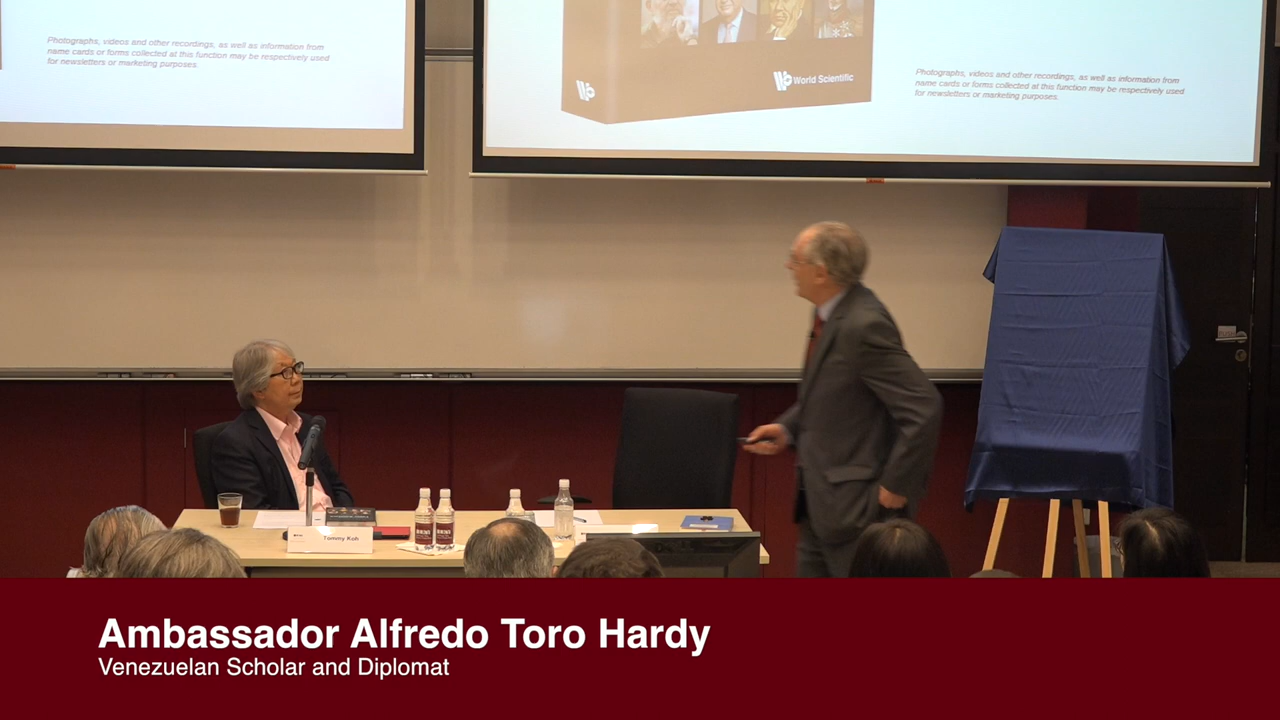 Photographs, videos and other recordings, as well as information from
name cards or forms collected at this function may be respectively used
for newsletters or marketing purposes.
World Scientific
Photographs, videos and other recordings, as well as information from
name cards or forms collected at this function may be respectively used
for newsletters or marketing purposes.
Tommy Koh
Ambassador Alfredo Toro Hardy
Venezuelan Scholar and Diplomat